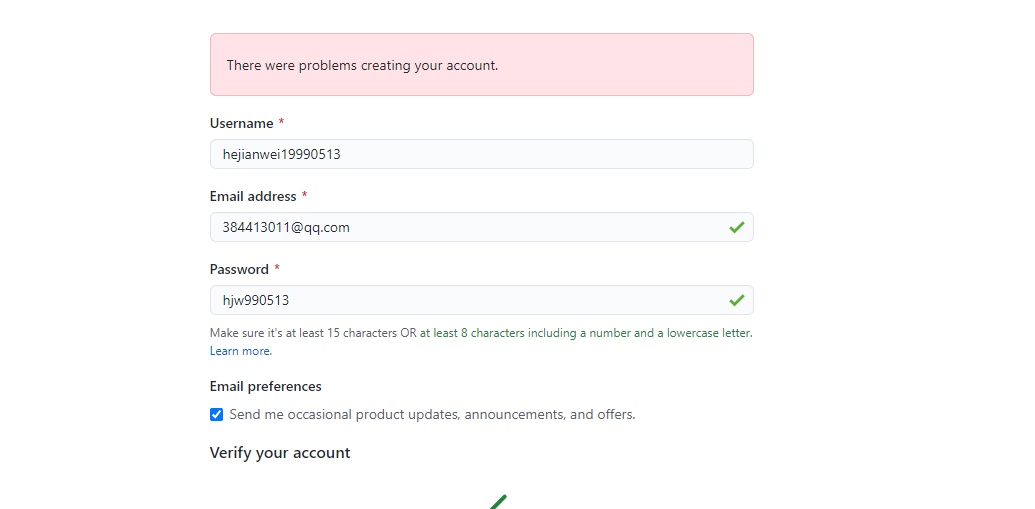 There were problems creating your account.
Username *
hejianwei19990513
Email address *
384413011@qq.com
Password *
hjw990513
Make sure it's at least 15 characters OR at least 8 characters including a number and a lowercase letter.
Learn more.
Email preferences
Send me occasional product updates, announcements, and offers.
Verify your account